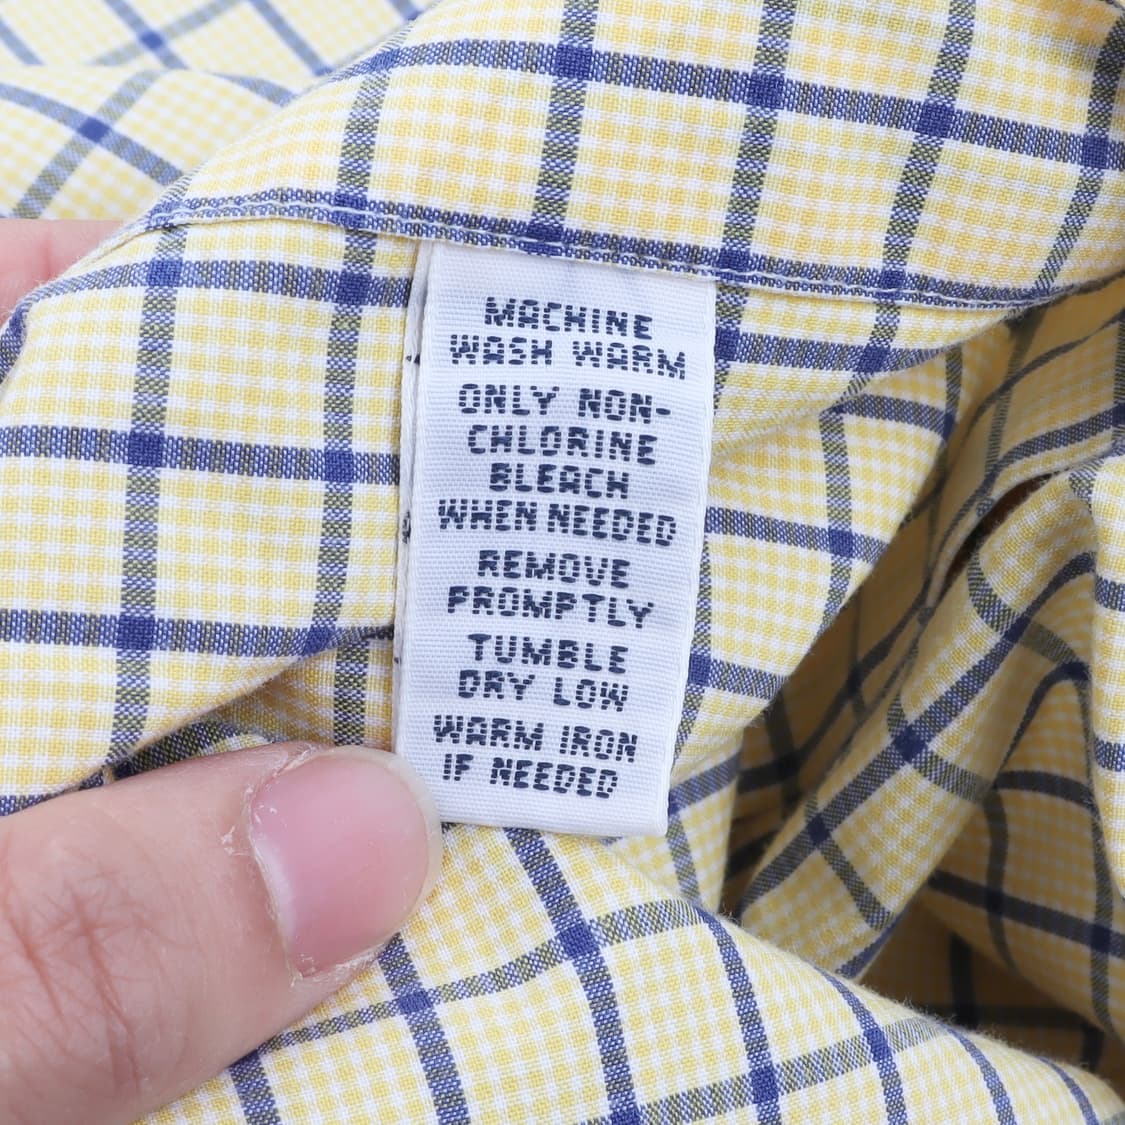 MACHINE
WASH WARM
ONLY NON-
CHLORINE
BLEACH
WHEN NEEDED
REMOVE
PROMPTLY
TUMBLE
DRY LOW
WARM IRON
IF NEEDED